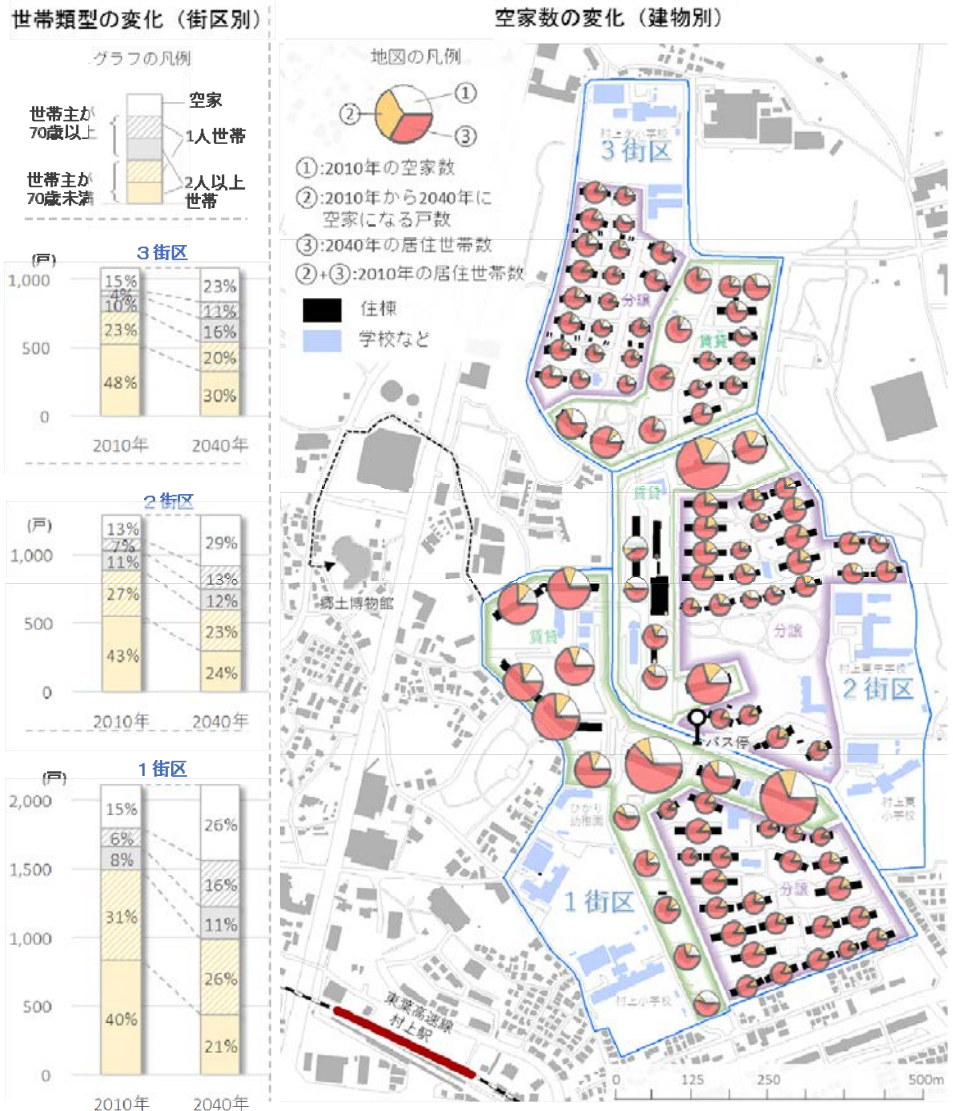 世帯類型の変化（街区別）
グラフの凡例
空家
世帯主が
70歳以上
1人世帯
世帯主が
70歳未満
2人以上
世帯
3街区
(戸)
1,000
500
0
15%
4%
10%
23%
48%
23%
11%
16%
20%
30%
2010年
2040年
2街区
(戸)
1,000
500
0
13%
7%
11%
27%
43%
29%
13%
12%
23%
24%
2010年
2040年
1街区
(戸)
2,000
1,500
1,000
500
0
15%
6%
8%
31%
40%
26%
16%
11%
26%
21%
2010年
2040年
空家数の変化（建物別）
地図の凡例
①
②
③
①:2010年の空家数
②:2010年から2040年に
空家になる戸数
③:2040年の居住世帯数
②+③:2010年の居住世帯数
住棟
学校など
3街区
分譲
賃貸
賃貸
郷土博物館
賃貸
分譲
村上東中学校
2街区
バス停
村上東
小学校
ひかり
幼稚園
分譲
1街区
村上小学校
東葉高速線
村上駅
0
125
250
500m